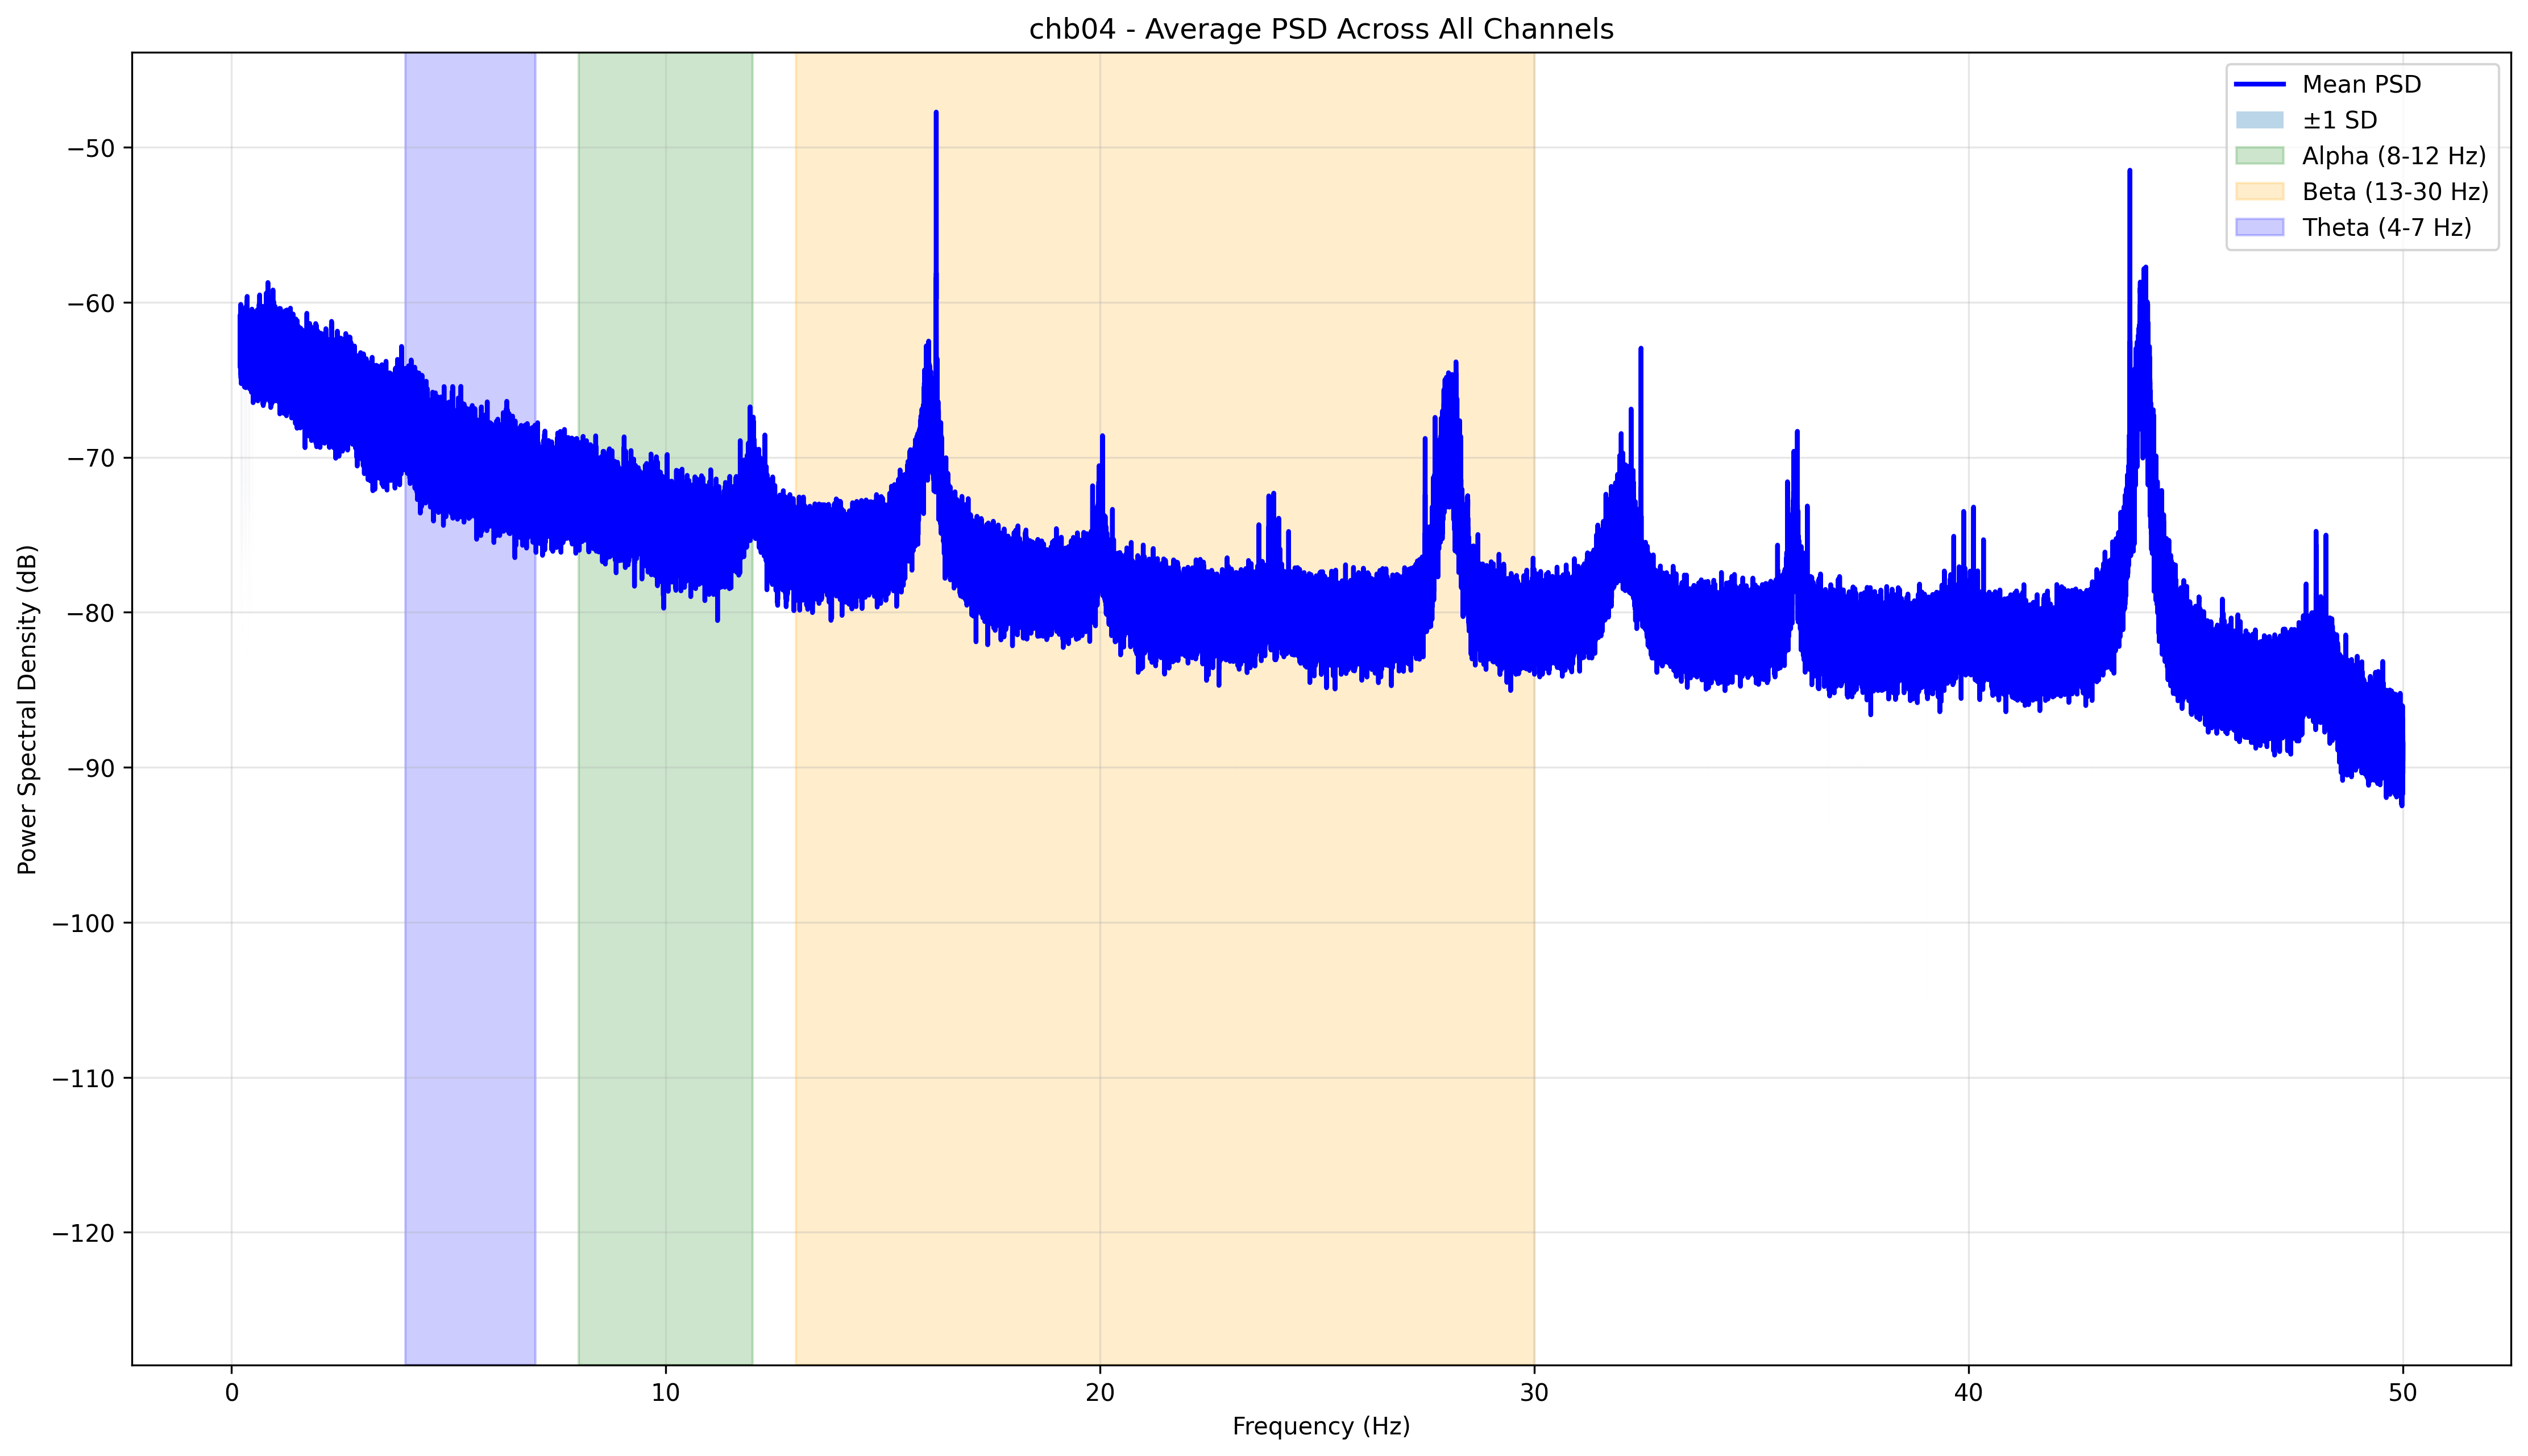 chb04 - Average PSD Across All Channels
Mean PSD
±1 SD
Alpha (8-12 Hz)
Beta (13-30 Hz)
Theta (4-7 Hz)
−50
−60
−70
−80
−90
−100
−110
−120
Power Spectral Density (dB)
0 10 20 30 40 50
Frequency (Hz)